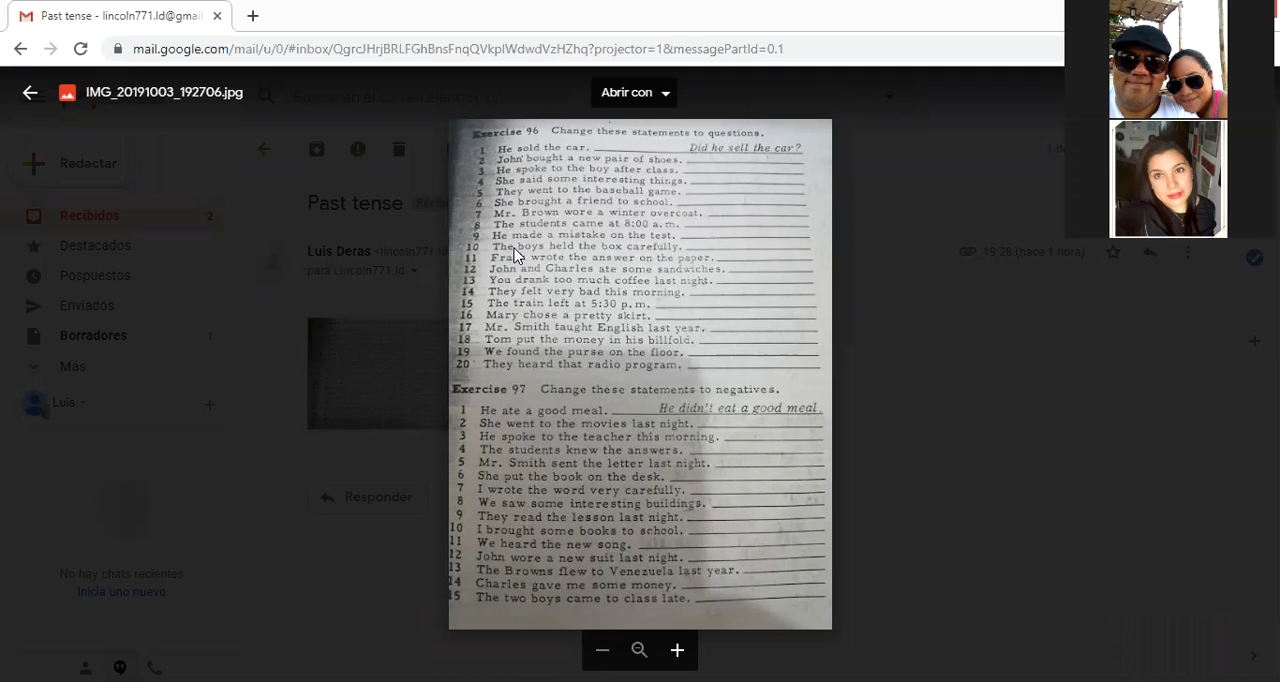 Past tense - lincoln771.ld@gmai
mail.google.com/mail/u/0/#inbox/QgrcJHrjBRLFGhBnsFnqQVkplWdwdVzHZhq?projector=1&messagePartId=0.1
IMG_20191003_192706.jpg
Abrir con
Redactar
Recibidos 2
Destacados
Pospuestos
Enviados
Borradores 1
Más
Luis
No hay chats recientes
Inicia uno nuevo
Past tense
Luis Deras <lincoln771.ld
para Lincoln771.ld
19:28 (hace 1 minuto)
Responder
Exercise 96 Change these statements to questions.
1 He sold the car. Did he sell the car?
2 John bought a new pair of shoes.
3 He spoke to the boy after class.
4 She said some interesting things.
5 They went to the baseball game.
6 She brought a friend to school.
7 Mr. Brown wore a winter overcoat.
8 The students came at 8:00 a.m.
9 He made a mistake on the test.
10 The boys held the box carefully.
11 Fra wrote the answer on the paper.
12 John and Charles ate some sandwiches.
13 You drank too much coffee last night.
14 They felt very bad this morning.
15 The train left at 5:30 p.m.
16 Mary chose a pretty skirt.
17 Mr. Smith taught English last year.
18 Tom put the money in his billfold.
19 We found the purse on the floor.
20 They heard that radio program.
Exercise 97 Change these statements to negatives.
1 He ate a good meal. He didn't eat a good meal.
2 She went to the movies last night.
3 He spoke to the teacher this morning.
4 The students knew the answers.
5 Mr. Smith sent the letter last night.
6 She put the book on the desk.
7 I wrote the word very carefully.
8 We saw some interesting buildings.
9 They read the lesson last night.
10 I brought some books to school.
11 We heard the new song.
12 John wore a new suit last night.
13 The Browns flew to Venezuela last year.
14 Charles gave me some money.
15 The two boys came to class late.